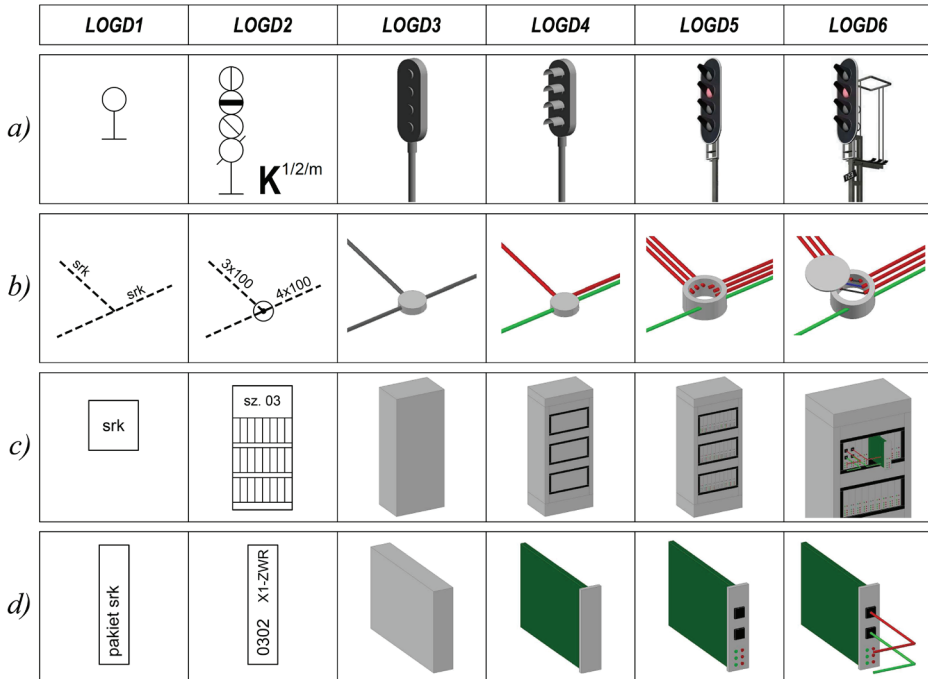 LOGD1 LOGD2 LOGD3 LOGD4 LOGD5 LOGD6
a)
K1/2/m
b)
srk
srk
3x100
4x100
c)
srk
sz. 03
d)
pakiet srk
0302 X1-ZWR